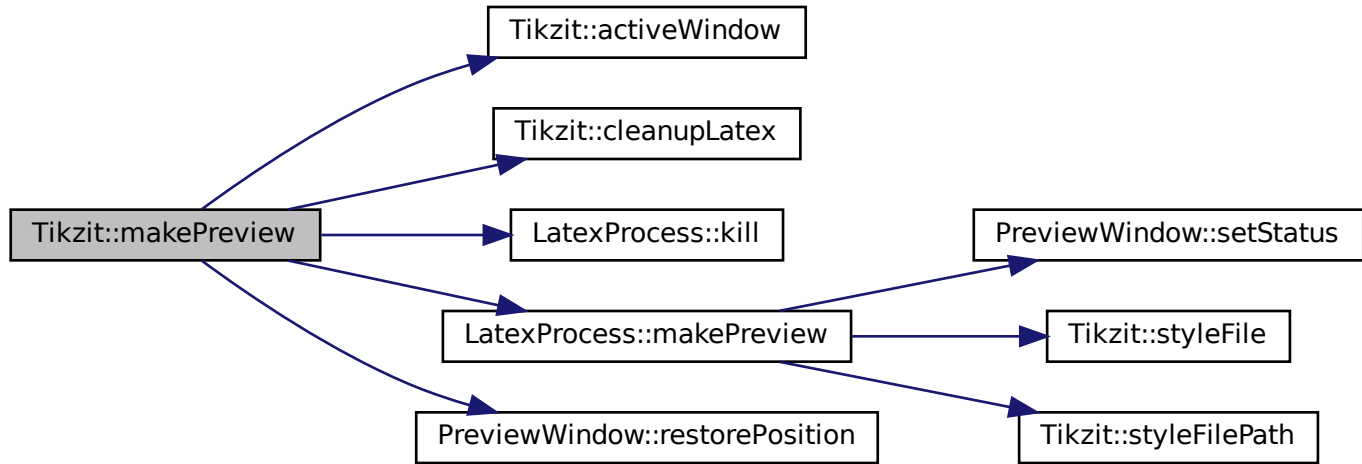 Tikzit::activeWindow
Tikzit::cleanupLatex
Tikzit::makePreview
LatexProcess::kill
PreviewWindow::setStatus
LatexProcess::makePreview
Tikzit::styleFile
PreviewWindow::restorePosition
Tikzit::styleFilePath